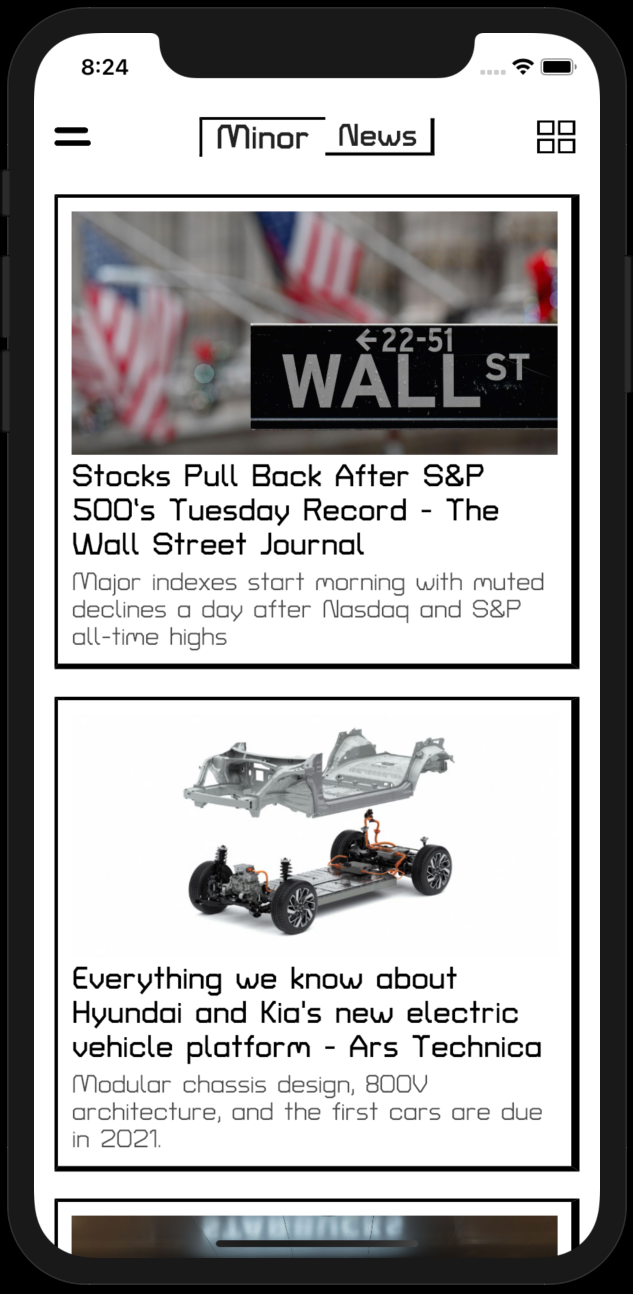 8:24
Minor News
←22-51
WALL ST
Stocks Pull Back After S&P
500's Tuesday Record - The
Wall Street Journal
Major indexes start morning with muted
declines a day after Nasdaq and S&P
all-time highs
Everything we know about
Hyundai and Kia's new electric
vehicle platform - Ars Technica
Modular chassis design, 800V
architecture, and the first cars are due
in 2021.